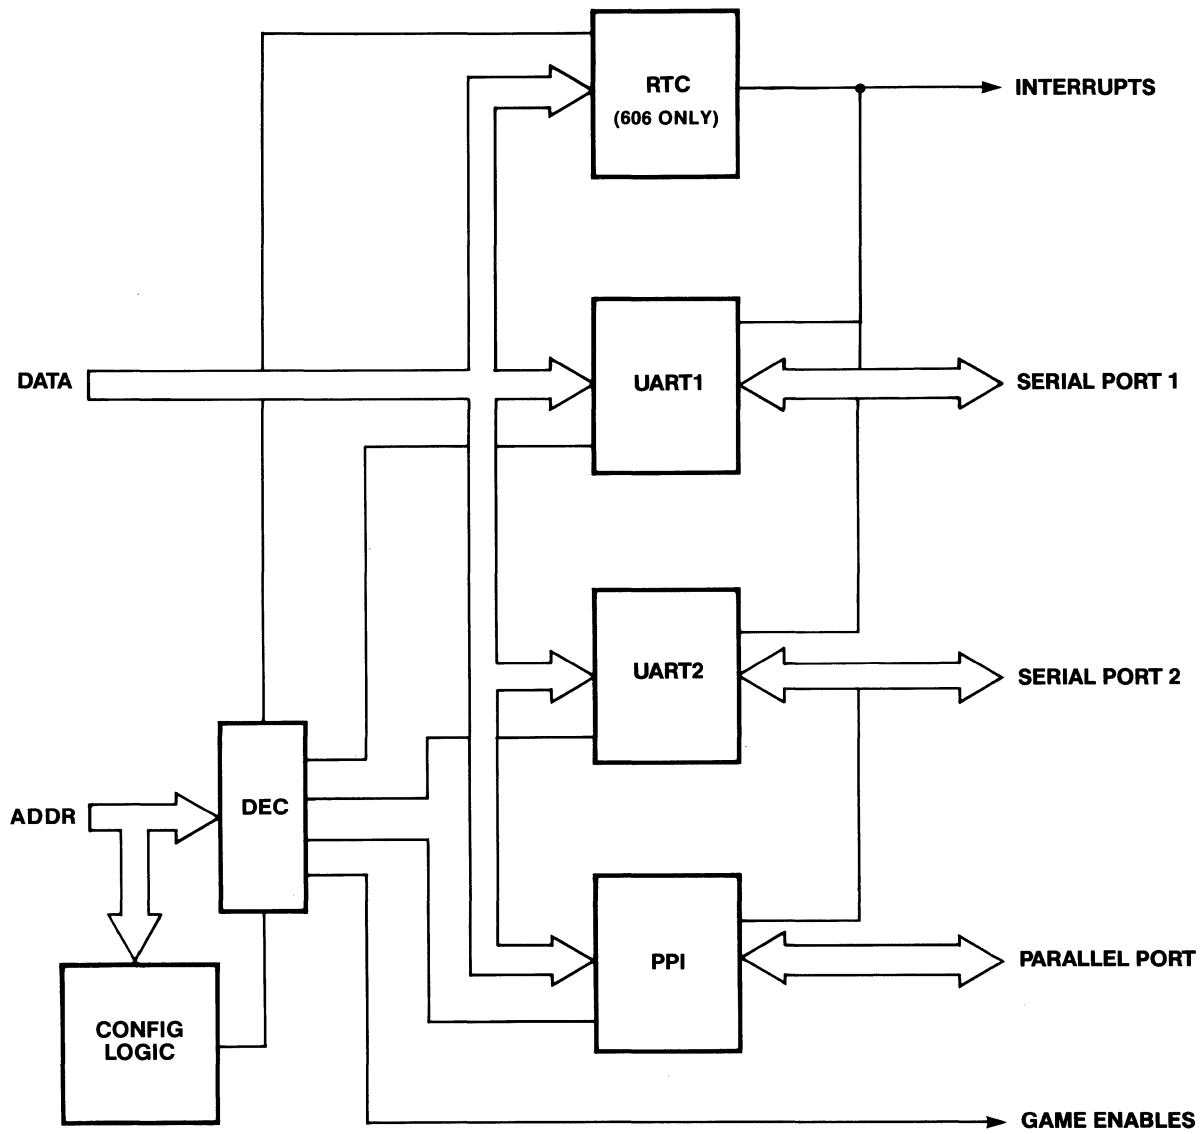 RTC
(606 ONLY)
INTERRUPTS
DATA
UART1
SERIAL PORT 1
UART2
SERIAL PORT 2
ADDR
DEC
PPI
PARALLEL PORT
CONFIG
LOGIC
GAME ENABLES